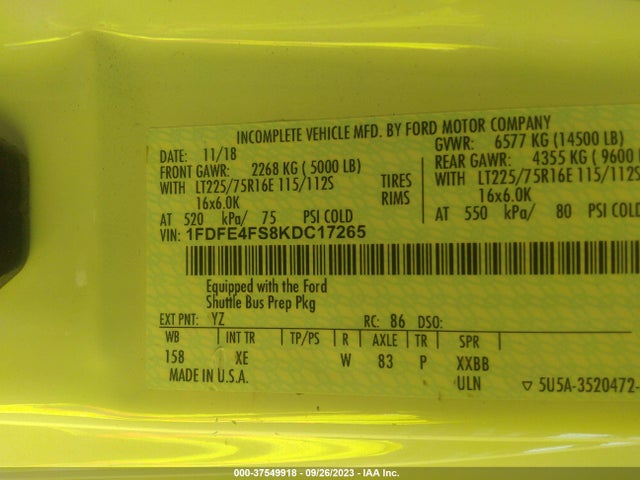 INCOMPLETE VEHICLE MFD. BY FORD MOTOR COMPANY
DATE: 11/18 GVWR: 6577 KG (14500 LB)
FRONT GAWR: 2268 KG (5000 LB) REAR GAWR: 4355 KG (9600
WITH LT225/75R16E 115/112S TIRES WITH LT225/75R16E 115/112S
16x6.0K RIMS 16x6.0K
AT 520 kPa/ 75 PSI COLD AT 550 kPa/ 80 PSI COL
VIN: 1FDFE4FS8KDC17265
Equipped with the Ford
Shuttle Bus Prep Pkg
EXT PNT: YZ RC: 86 DSO:
WB INT TR TP/PS R AXLE TR SPR
158 XE W 83 P XXBB
MADE IN U.S.A. ULN ▽ 5U5A-3520472-
000-37549918 - 09/26/2023 - IAA Inc.